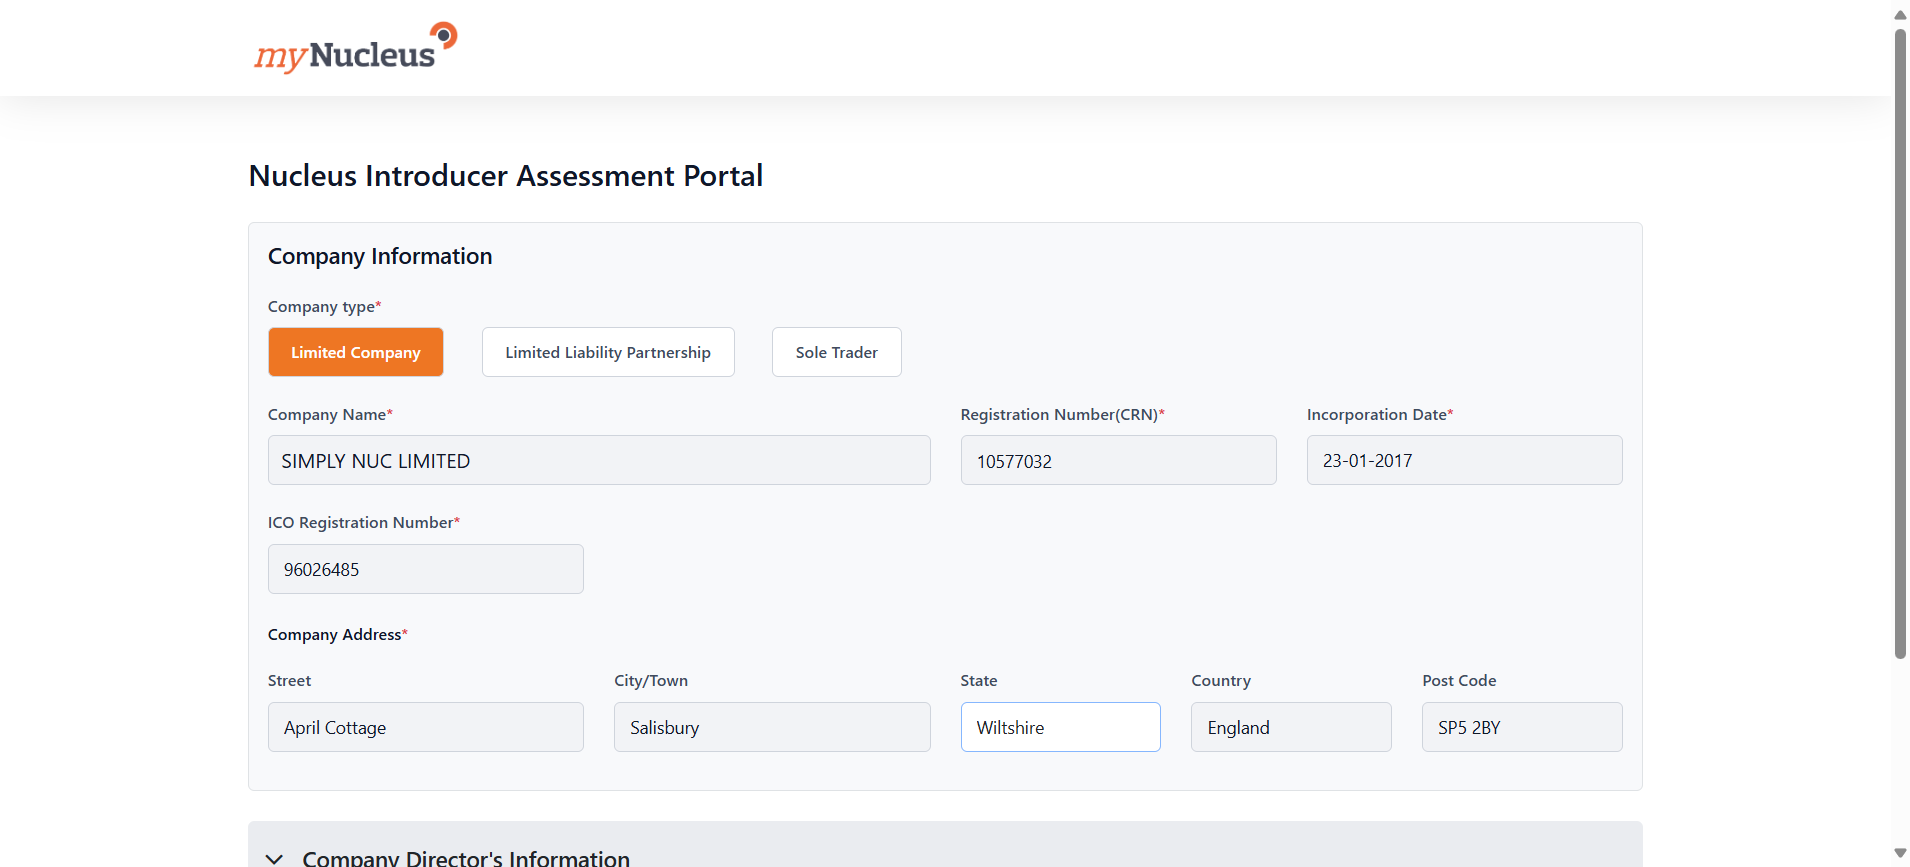 myNucleus
Nucleus Introducer Assessment Portal
Company Information
Company type*
Limited Company Limited Liability Partnership Sole Trader
Company Name* Registration Number(CRN)* Incorporation Date*
SIMPLY NUC LIMITED 10577032 23-01-2017
ICO Registration Number*
96026485
Company Address*
Street City/Town State Country Post Code
April Cottage Salisbury Wiltshire England SP5 2BY
Company Director's Information